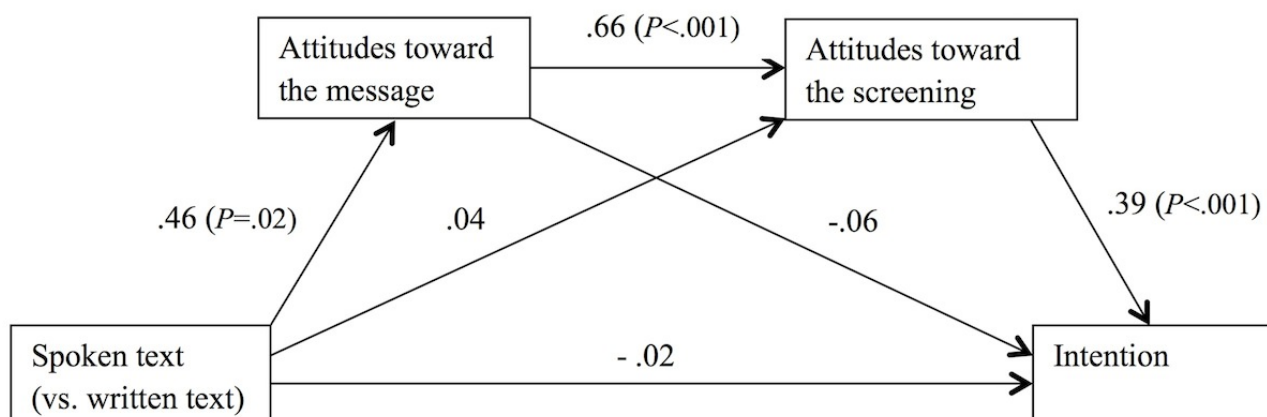 .66 (P<.001)
Attitudes toward
the message
Attitudes toward
the screening
.46 (P=.02)
.04
-.06
.39 (P<.001)
Spoken text
(vs. written text)
- .02
Intention